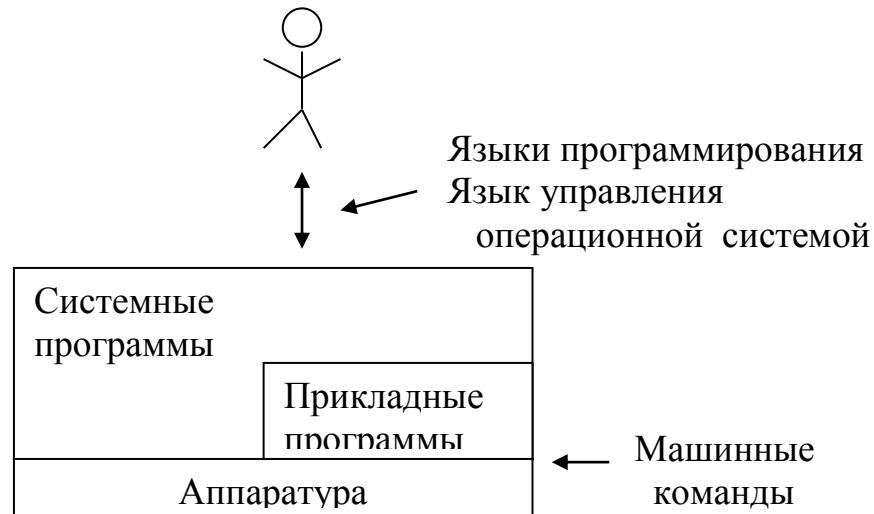 Языки программирования
Язык управления
операционной системой
Системные
программы
Прикладные
программы
Машинные
команды
Аппаратура